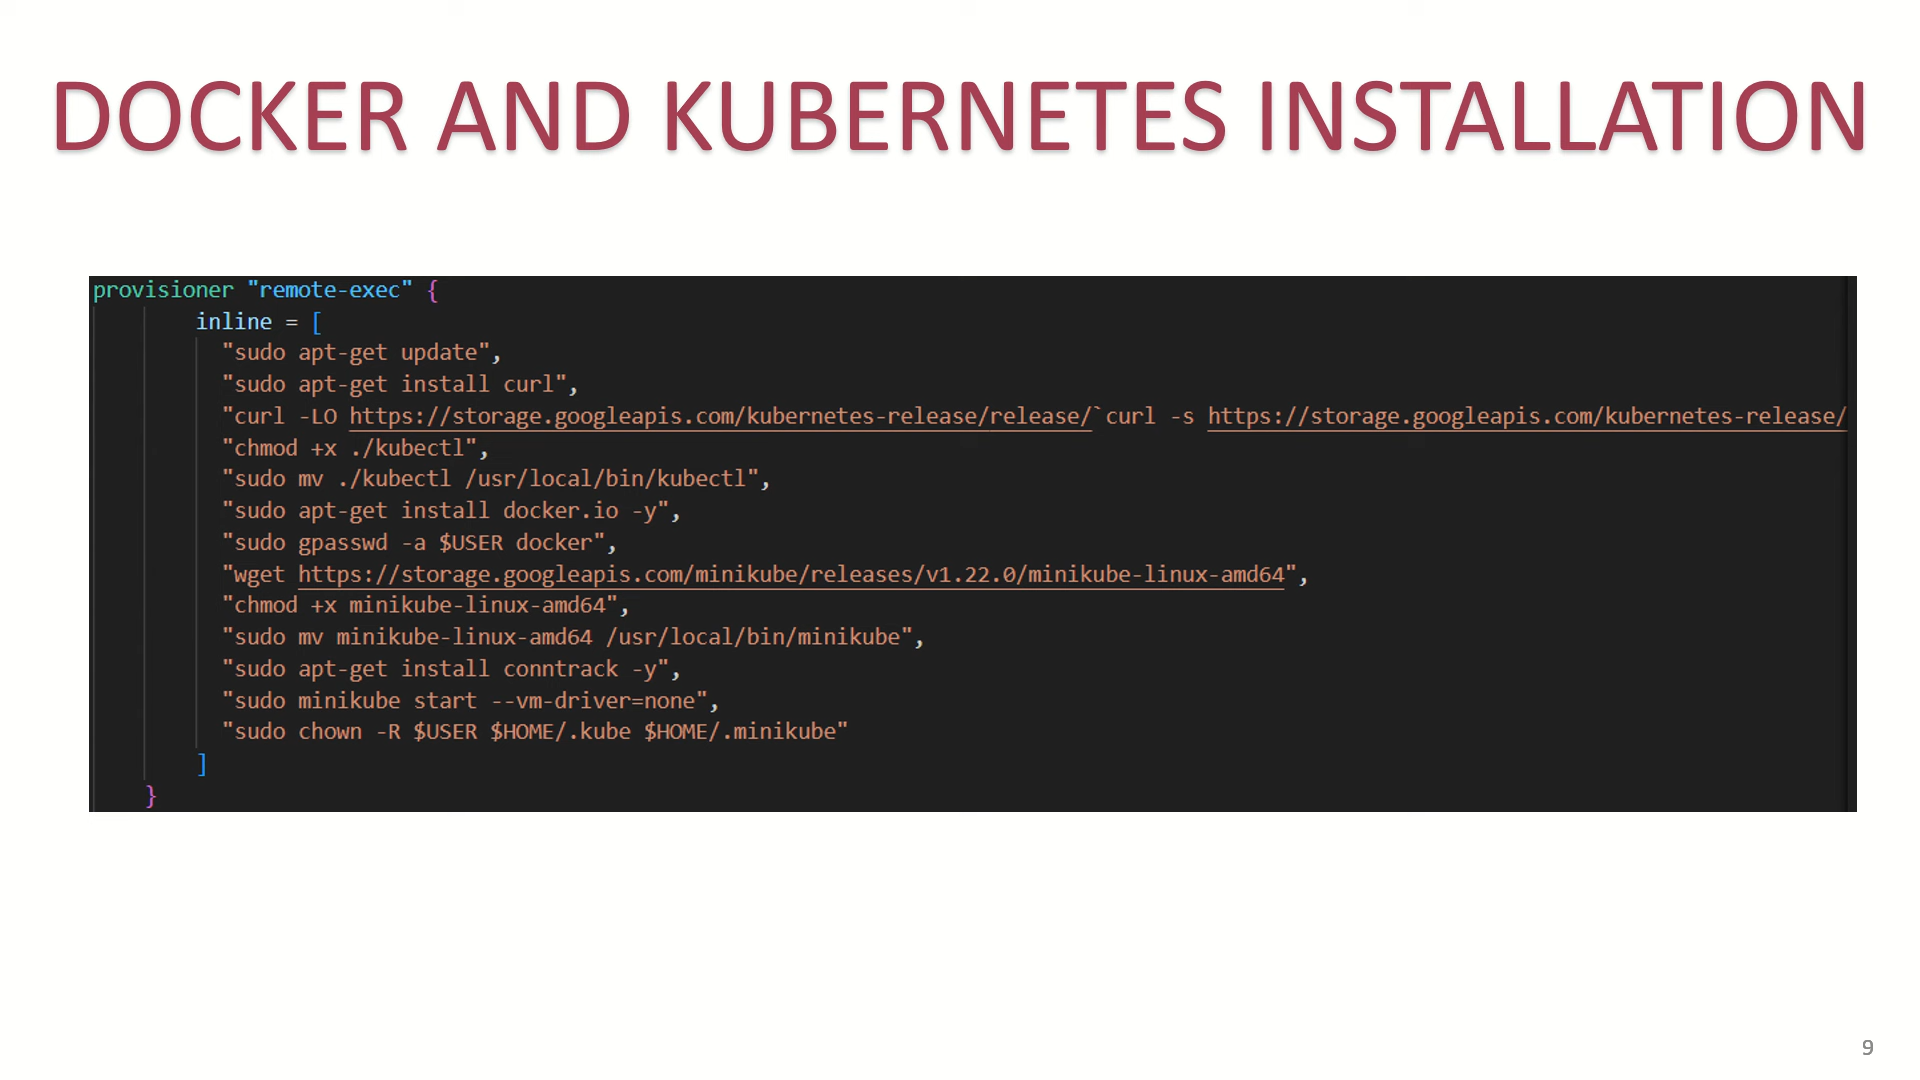 DOCKER AND KUBERNETES INSTALLATION
provisioner "remote-exec" {
inline = [
"sudo apt-get update",
"sudo apt-get install curl",
"curl -LO https://storage.googleapis.com/kubernetes-release/release/`curl -s https://storage.googleapis.com/kubernetes-release/
"chmod +x ./kubectl",
"sudo mv ./kubectl /usr/local/bin/kubectl",
"sudo apt-get install docker.io -y",
"sudo gpasswd -a $USER docker",
"wget https://storage.googleapis.com/minikube/releases/v1.22.0/minikube-linux-amd64",
"chmod +x minikube-linux-amd64",
"sudo mv minikube-linux-amd64 /usr/local/bin/minikube",
"sudo apt-get install conntrack -y",
"sudo minikube start --vm-driver=none",
"sudo chown -R $USER $HOME/.kube $HOME/.minikube"
]
}
9